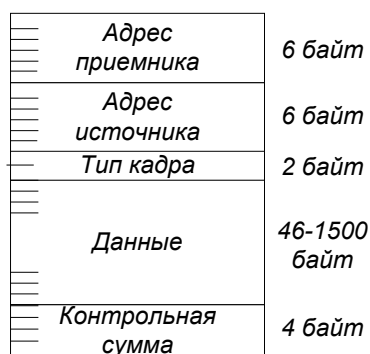 Адрес
приемника
6 байт
Адрес
источника
6 байт
Тип кадра
2 байт
Данные
46-1500
байт
Контрольная
сумма
4 байт